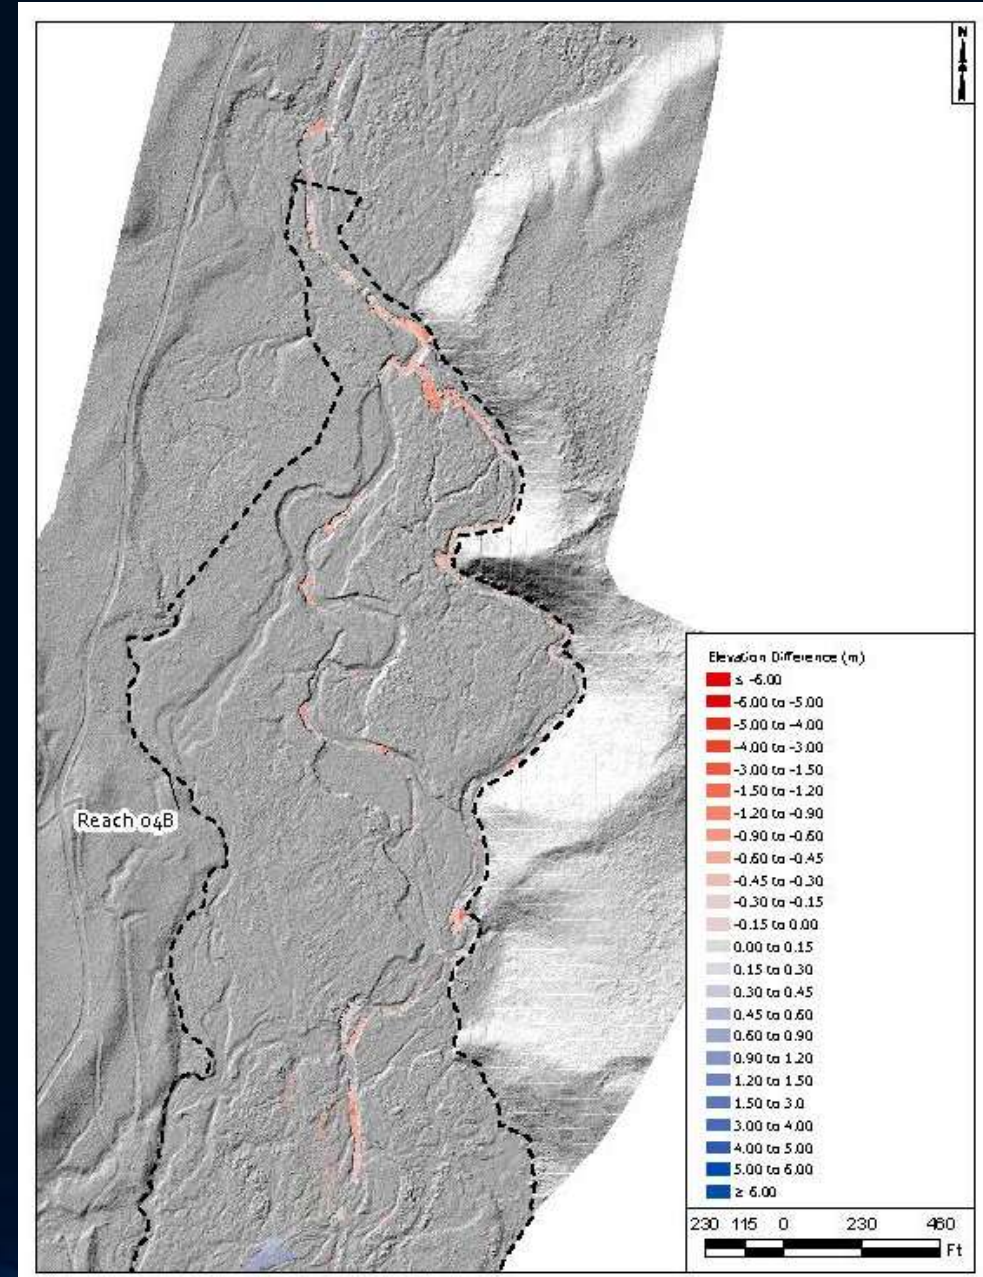 N
Reach 04B
Elevation Difference (m)
≤ -6.00
-6.00 to -5.00
-5.00 to -4.00
-4.00 to -3.00
-3.00 to -1.50
-1.50 to -1.20
-1.20 to -0.90
-0.90 to -0.60
-0.60 to -0.45
-0.45 to -0.30
-0.30 to -0.15
-0.15 to 0.00
0.00 to 0.15
0.15 to 0.30
0.30 to 0.45
0.45 to 0.60
0.60 to 0.90
0.90 to 1.20
1.20 to 1.50
1.50 to 3.0
3.00 to 4.00
4.00 to 5.00
5.00 to 6.00
≥ 6.00
230 115 0 230 460
Ft